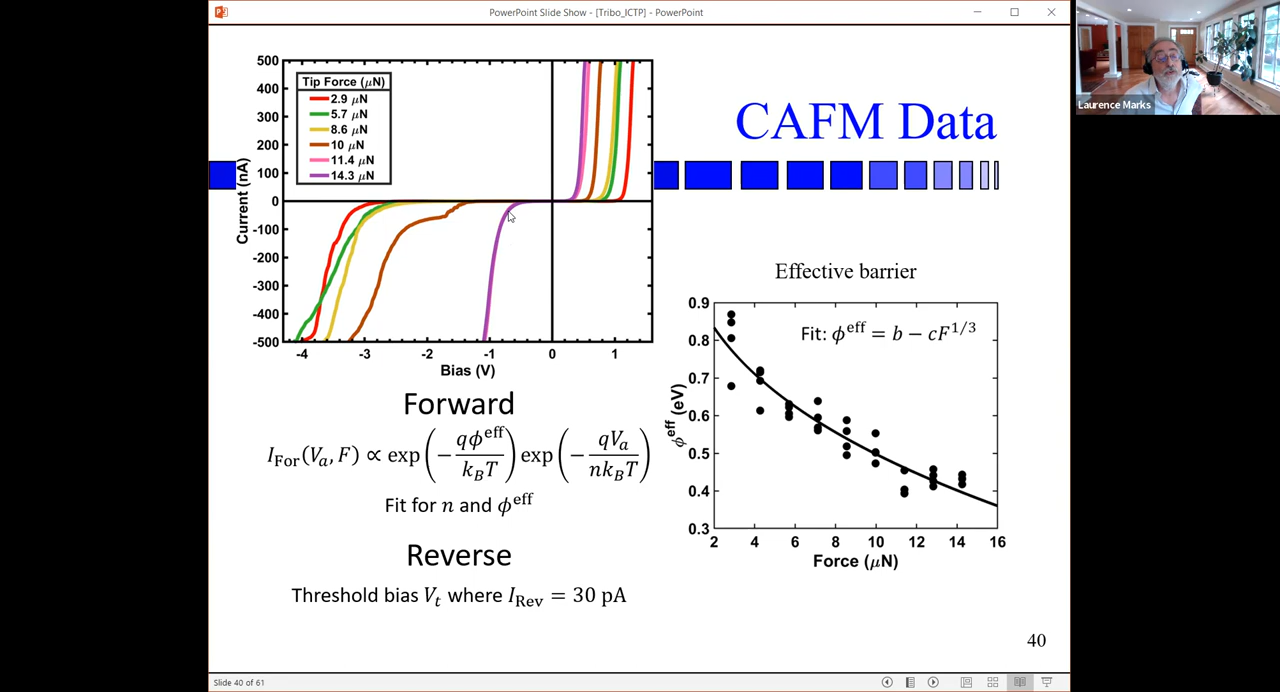 PowerPoint Slide Show - [Tribo_ICTP] - PowerPoint
Laurence Marks
CAFM Data
Tip Force (μN)
2.9 μN
5.7 μN
8.6 μN
10 μN
11.4 μN
14.3 μN
500
400
300
200
100
0
-100
-200
-300
-400
-500
Current (nA)
-4 -3 -2 -1 0 1
Bias (V)
Effective barrier
Fit: ϕ^eff = b − cF^1/3
0.9
0.8
0.7
0.6
0.5
0.4
0.3
ϕ^eff (eV)
2 4 6 8 10 12 14 16
Force (μN)
Forward
I_For(V_a, F) ∝ exp(−qϕ^eff/k_BT) exp(−qV_a/nk_BT)
Fit for n and ϕ^eff
Reverse
Threshold bias V_t where I_Rev = 30 pA
40
Slide 40 of 61